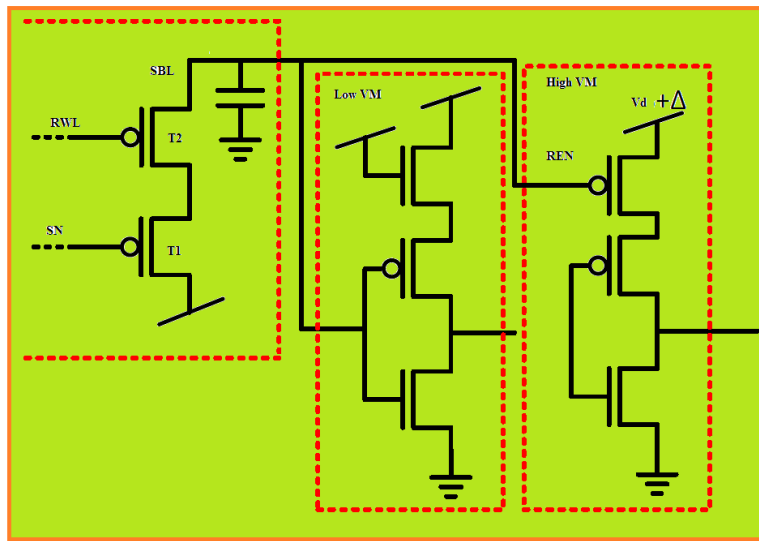 SBL
RWL
T2
SN
T1
Low VM
High VM
Vd +Δ
REN